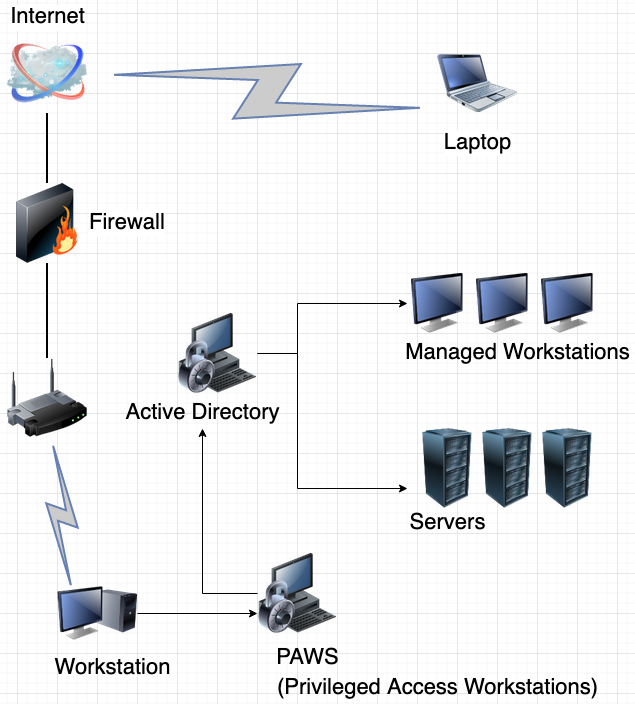 Internet
Laptop
Firewall
Managed Workstations
Active Directory
Servers
Workstation
PAWS
(Privileged Access Workstations)